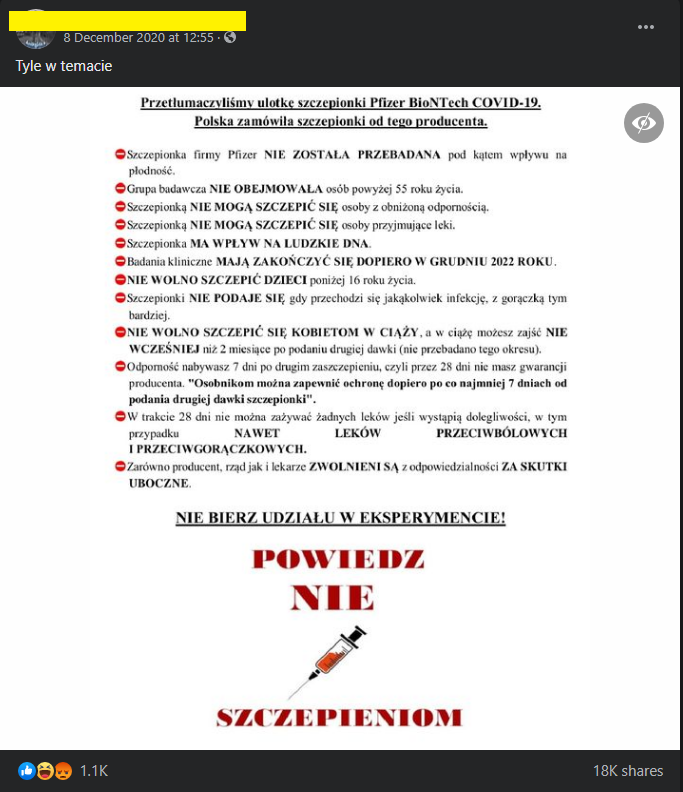 8 December 2020 at 12:55 ·
Tyle w temacie
Przetłumaczyliśmy ulotkę szczepionki Pfizer BioNTech COVID-19.
Polska zamówiła szczepionki od tego producenta.
Szczepionka firmy Pfizer NIE ZOSTAŁA PRZEBADANA pod kątem wpływu na
płodność.
Grupa badawcza NIE OBEJMOWAŁA osób powyżej 55 roku życia.
Szczepionką NIE MOGĄ SZCZEPIĆ SIĘ osoby z obniżoną odpornością.
Szczepionką NIE MOGĄ SZCZEPIĆ SIĘ osoby przyjmujące leki.
Szczepionka MA WPŁYW NA LUDZKIE DNA.
Badania kliniczne MAJĄ ZAKOŃCZYĆ SIĘ DOPIERO W GRUDNIU 2022 ROKU.
NIE WOLNO SZCZEPIĆ DZIECI poniżej 16 roku życia.
Szczepionki NIE PODAJE SIĘ gdy przechodzi się jakąkolwiek infekcję, z gorączką tym
bardziej.
NIE WOLNO SZCZEPIĆ SIĘ KOBIETOM W CIĄŻY, a w ciążę możesz zajść NIE
WCZEŚNIEJ niż 2 miesiące po podaniu drugiej dawki (nie przebadano tego okresu).
Odporność nabywasz 7 dni po drugim zaszczepieniu, czyli przez 28 dni nie masz gwarancji
producenta. "Osobnikom można zapewnić ochronę dopiero po co najmniej 7 dniach od
podania drugiej dawki szczepionki".
W trakcie 28 dni nie można zażywać żadnych leków jeśli wystąpią dolegliwości, w tym
przypadku NAWET LEKÓW PRZECIWBÓLOWYCH
I PRZECIWGORĄCZKOWYCH.
Zarówno producent, rząd jak i lekarze ZWOLNIENI SĄ z odpowiedzialności ZA SKUTKI
UBOCZNE.
NIE BIERZ UDZIAŁU W EKSPERYMENCIE!
POWIEDZ
NIE
SZCZEPIENIOM
1.1K
18K shares